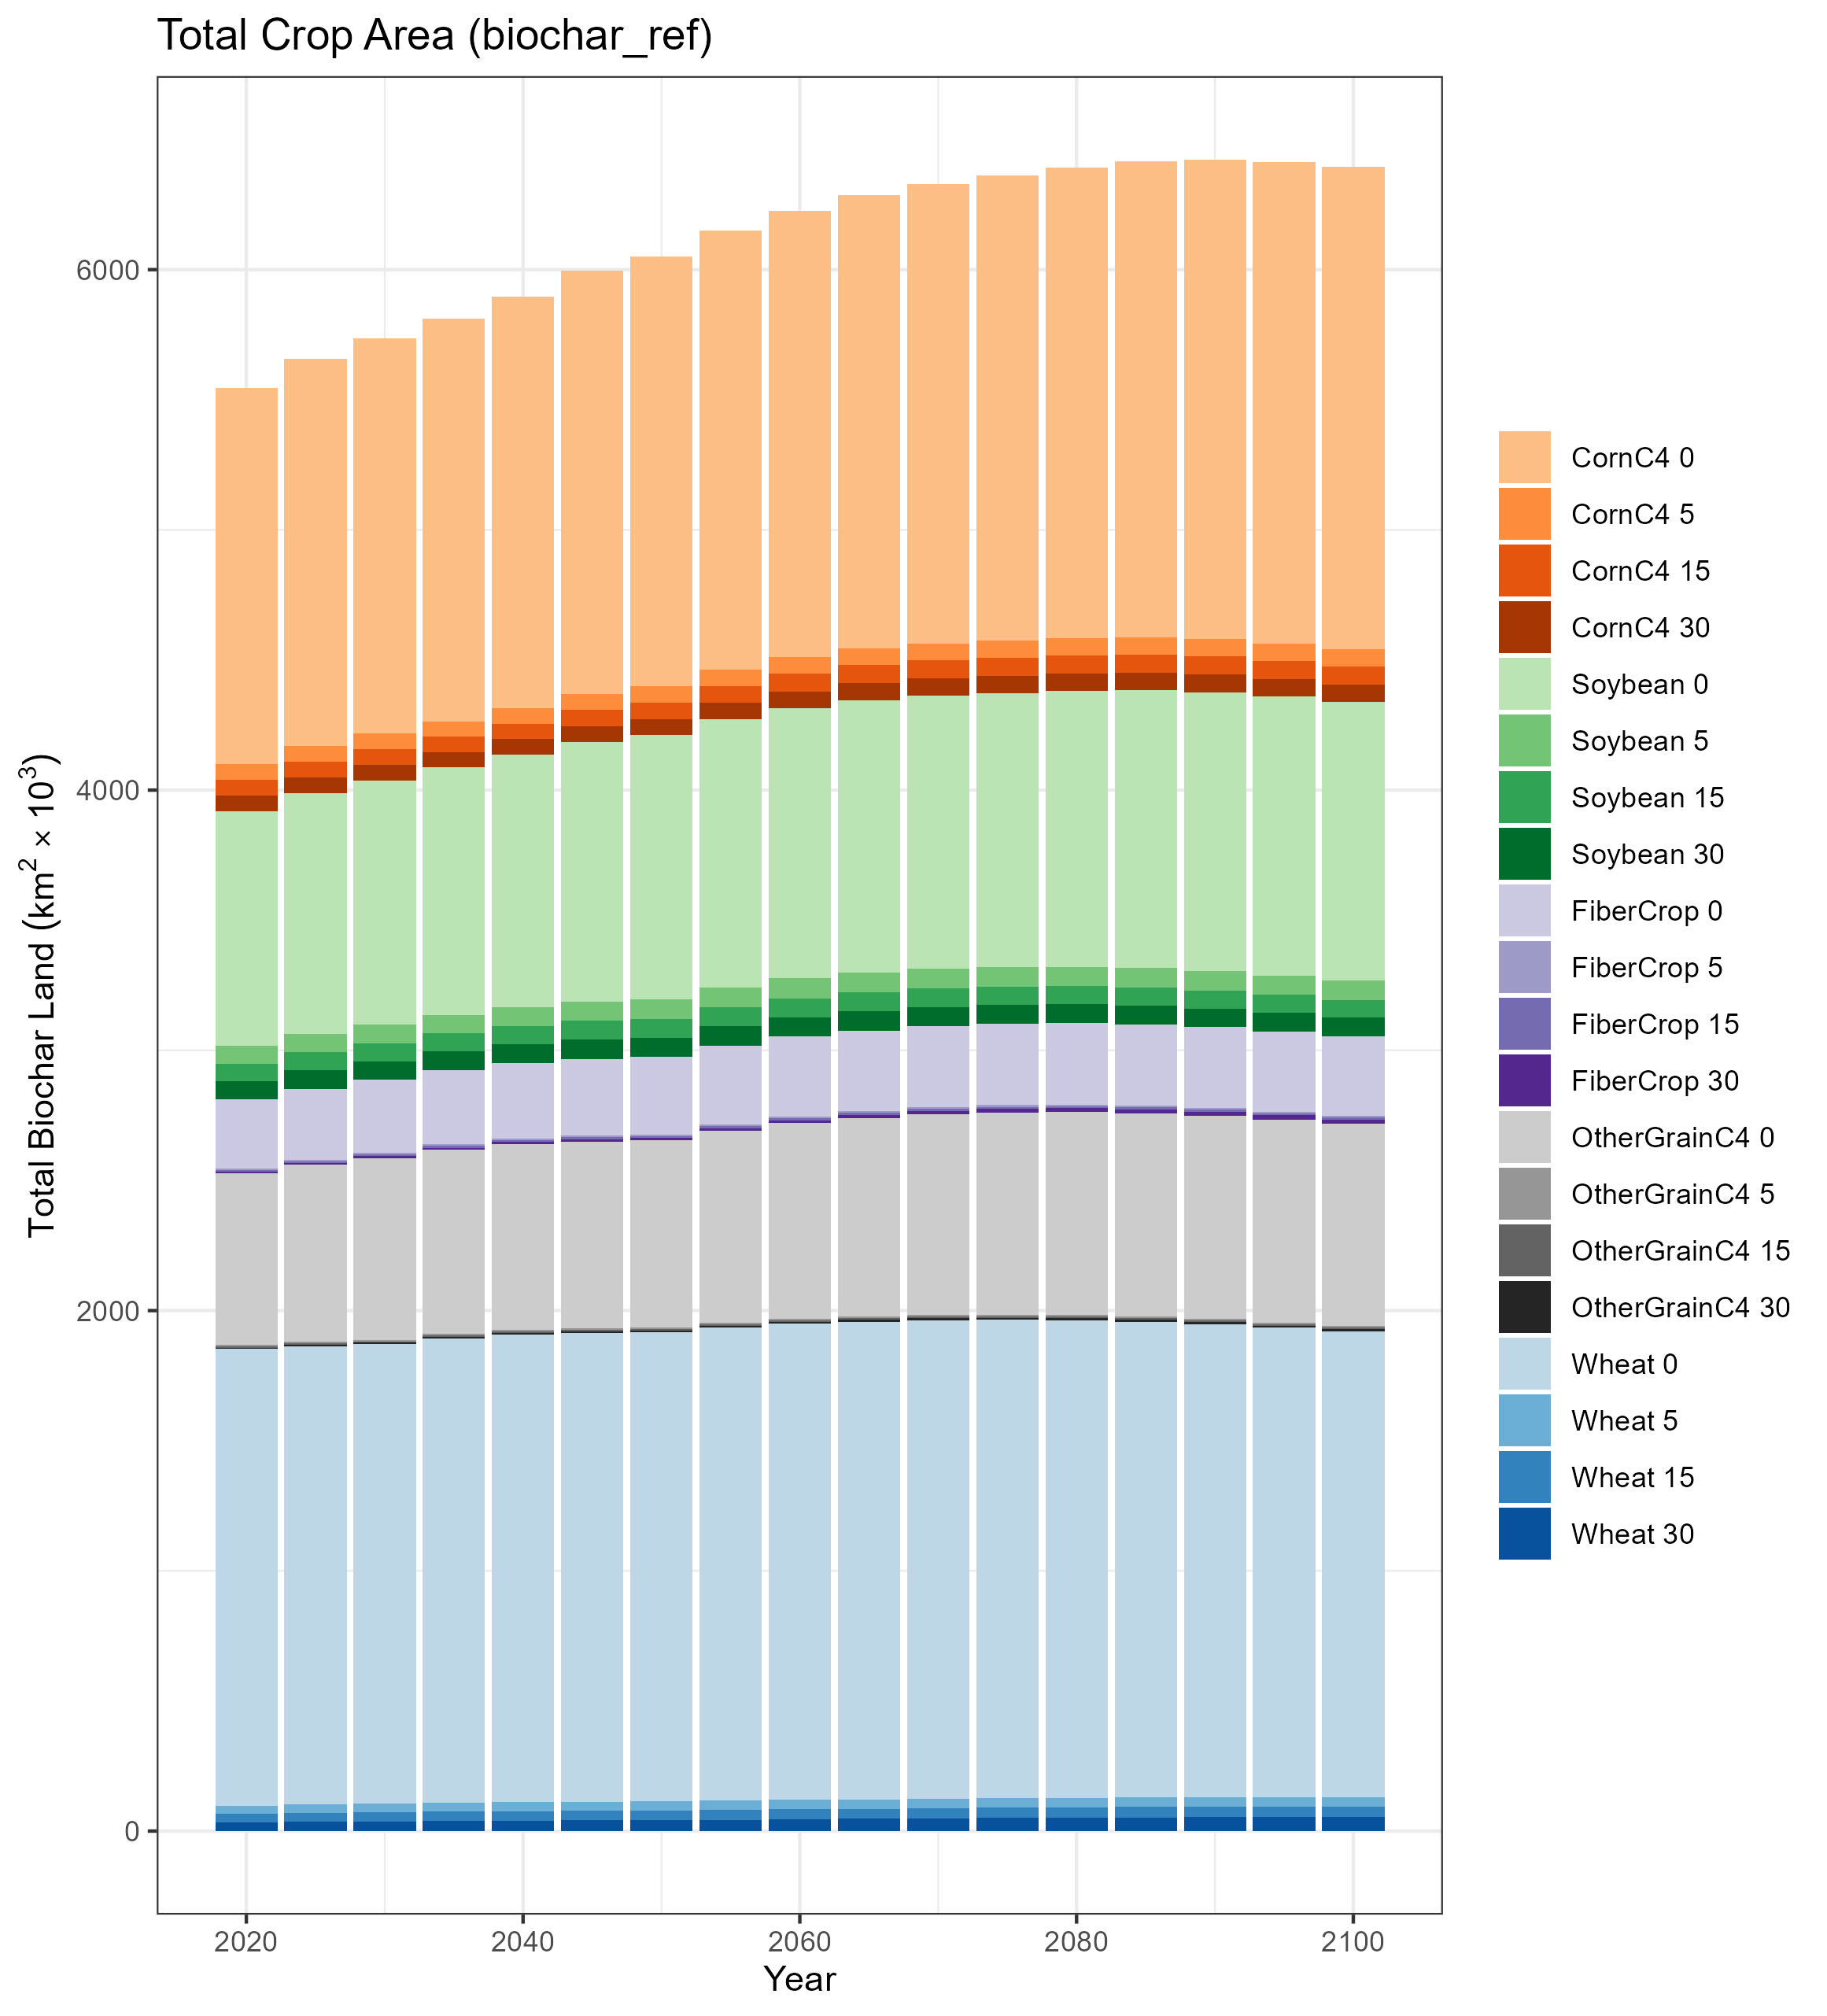 Total Crop Area (biochar_ref)
Total Biochar Land (km² × 10³)
6000
4000
2000
0
2020 2040 2060 2080 2100
Year
CornC4 0
CornC4 5
CornC4 15
CornC4 30
Soybean 0
Soybean 5
Soybean 15
Soybean 30
FiberCrop 0
FiberCrop 5
FiberCrop 15
FiberCrop 30
OtherGrainC4 0
OtherGrainC4 5
OtherGrainC4 15
OtherGrainC4 30
Wheat 0
Wheat 5
Wheat 15
Wheat 30